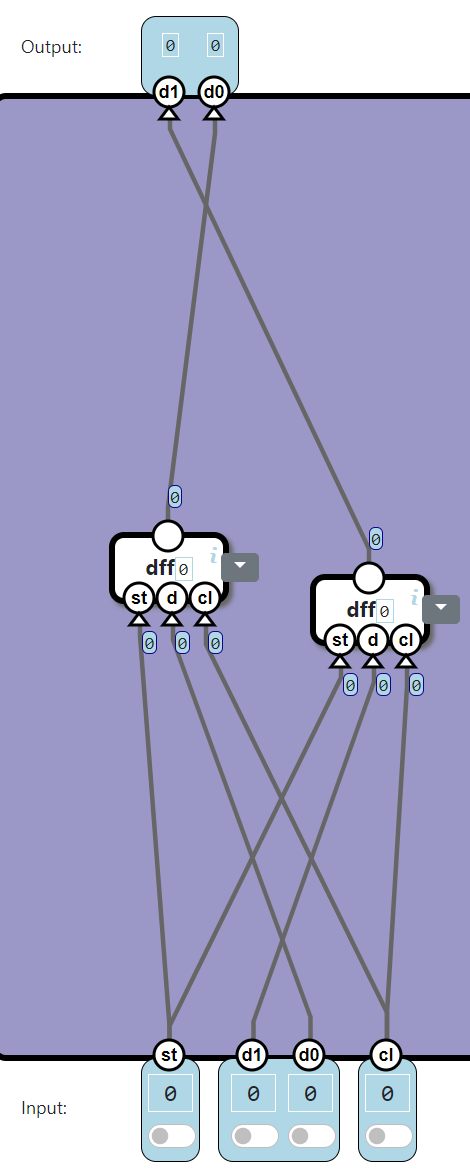 Output:
0 0
d1 d0
0
0
i
dff 0
st d cl
i
dff 0
st d cl
0 0 0
0 0 0
st d1 d0 cl
0 0 0 0
Input: